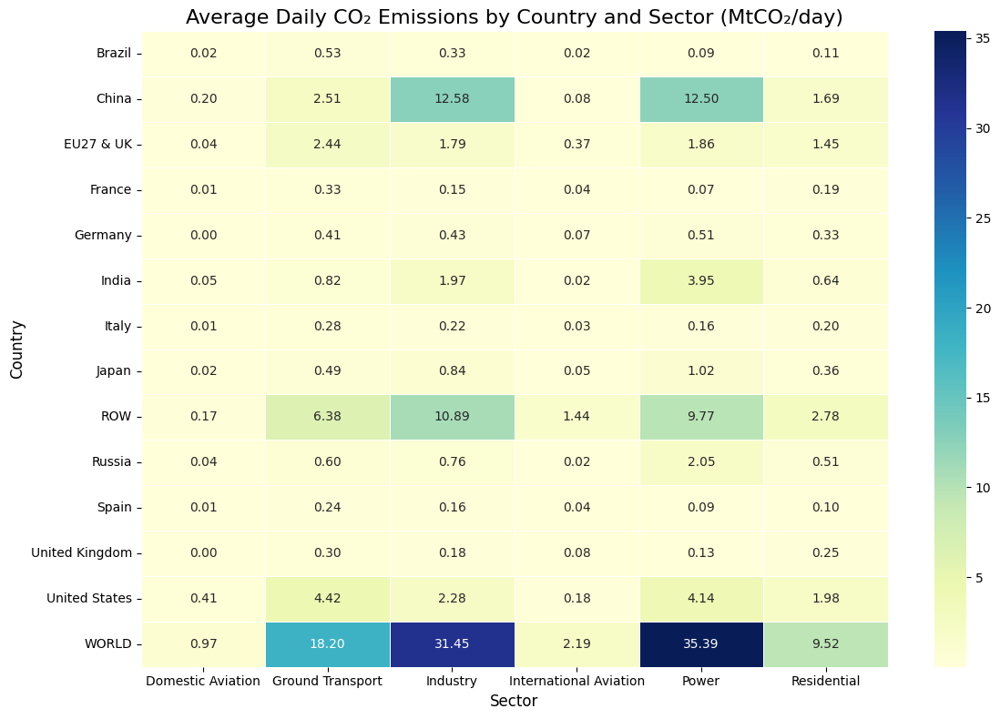 Average Daily CO₂ Emissions by Country and Sector (MtCO₂/day)
Country
Brazil 0.02 0.53 0.33 0.02 0.09 0.11
China 0.20 2.51 12.58 0.08 12.50 1.69
EU27 & UK 0.04 2.44 1.79 0.37 1.86 1.45
France 0.01 0.33 0.15 0.04 0.07 0.19
Germany 0.00 0.41 0.43 0.07 0.51 0.33
India 0.05 0.82 1.97 0.02 3.95 0.64
Italy 0.01 0.28 0.22 0.03 0.16 0.20
Japan 0.02 0.49 0.84 0.05 1.02 0.36
ROW 0.17 6.38 10.89 1.44 9.77 2.78
Russia 0.04 0.60 0.76 0.02 2.05 0.51
Spain 0.01 0.24 0.16 0.04 0.09 0.10
United Kingdom 0.00 0.30 0.18 0.08 0.13 0.25
United States 0.41 4.42 2.28 0.18 4.14 1.98
WORLD 0.97 18.20 31.45 2.19 35.39 9.52
Domestic Aviation Ground Transport Industry International Aviation Power Residential
Sector
35
30
25
20
15
10
5